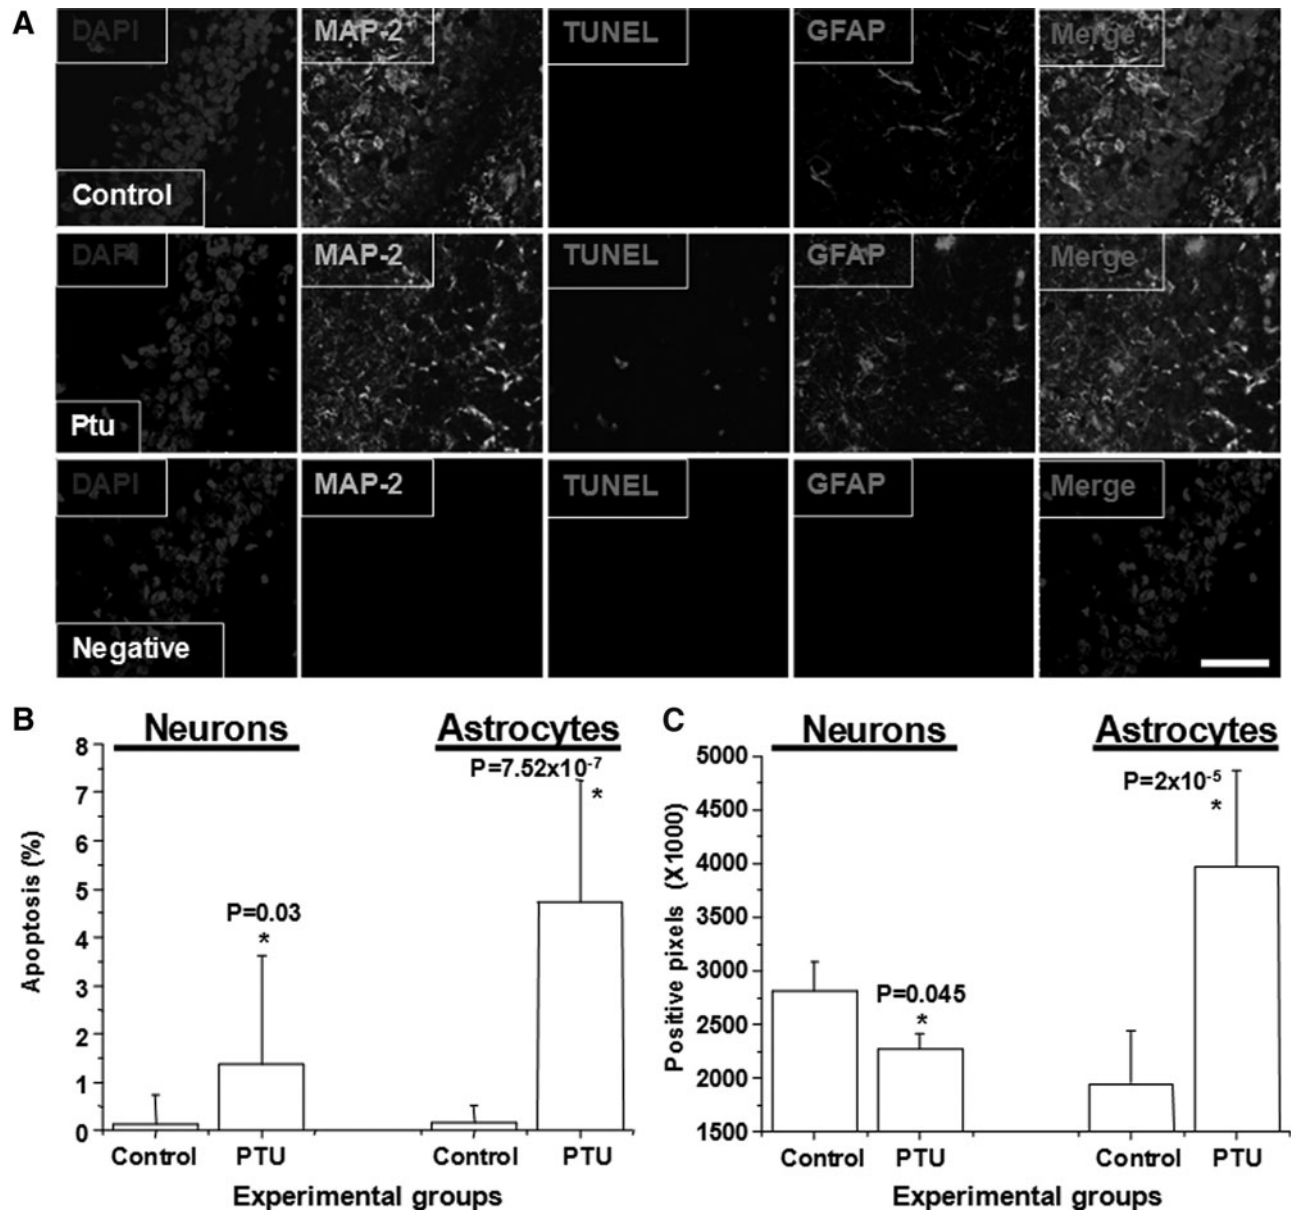 A
DAPI MAP-2 TUNEL GFAP Merge
Control
DAPI MAP-2 TUNEL GFAP Merge
Ptu
DAPI MAP-2 TUNEL GFAP Merge
Negative
B
Neurons Astrocytes
P=7.52x10-7
*
P=0.03
*
Apoptosis (%)
8
7
6
5
4
3
2
1
0
Control PTU Control PTU
Experimental groups
C
Neurons Astrocytes
P=2x10-5
*
P=0.045
*
Positive pixels (X1000)
5000
4500
4000
3500
3000
2500
2000
1500
Control PTU Control PTU
Experimental groups